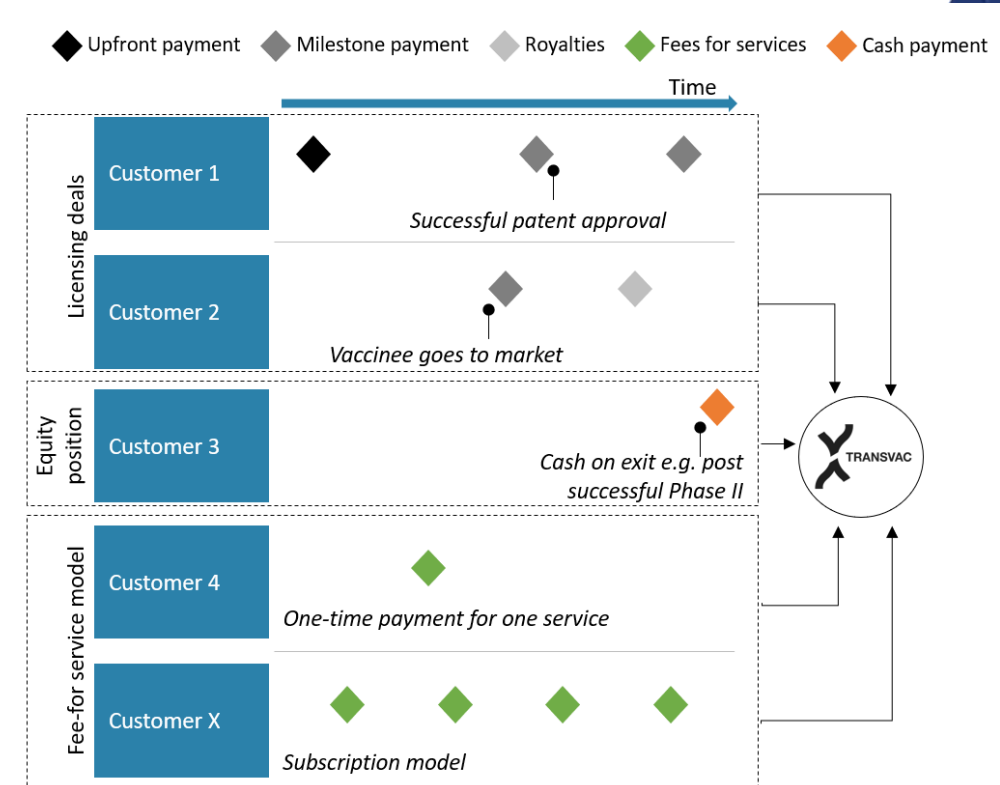 Upfront payment
Milestone payment
Royalties
Fees for services
Cash payment
Time
Licensing deals
Customer 1
Successful patent approval
Customer 2
Vaccinee goes to market
Equity
position
Customer 3
Cash on exit e.g. post
successful Phase II
TRANSVAC
Fee-for service model
Customer 4
One-time payment for one service
Customer X
Subscription model